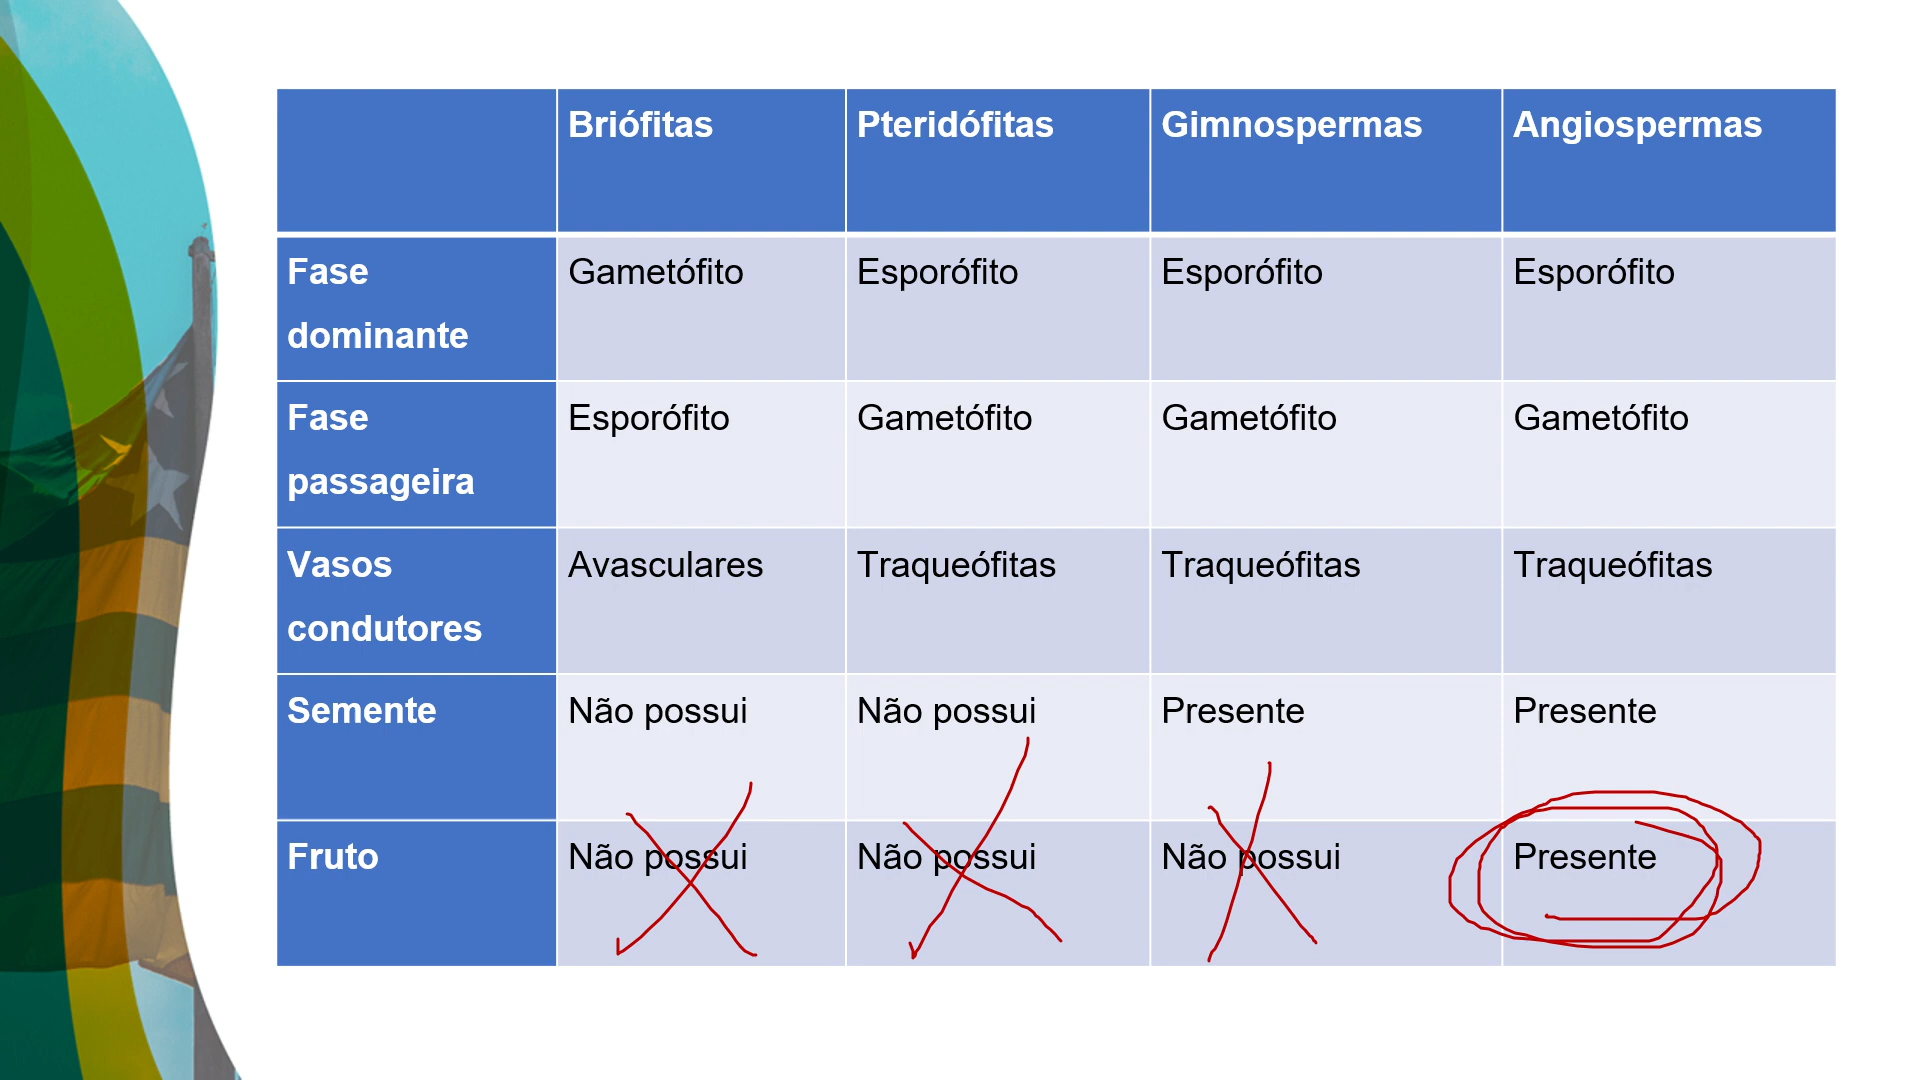 Briófitas Pteridófitas Gimnospermas Angiospermas
Fase dominante Gametófito Esporófito Esporófito Esporófito
Fase passageira Esporófito Gametófito Gametófito Gametófito
Vasos condutores Avasculares Traqueófitas Traqueófitas Traqueófitas
Semente Não possui Não possui Presente Presente
Fruto Não possui Não possui Não possui Presente